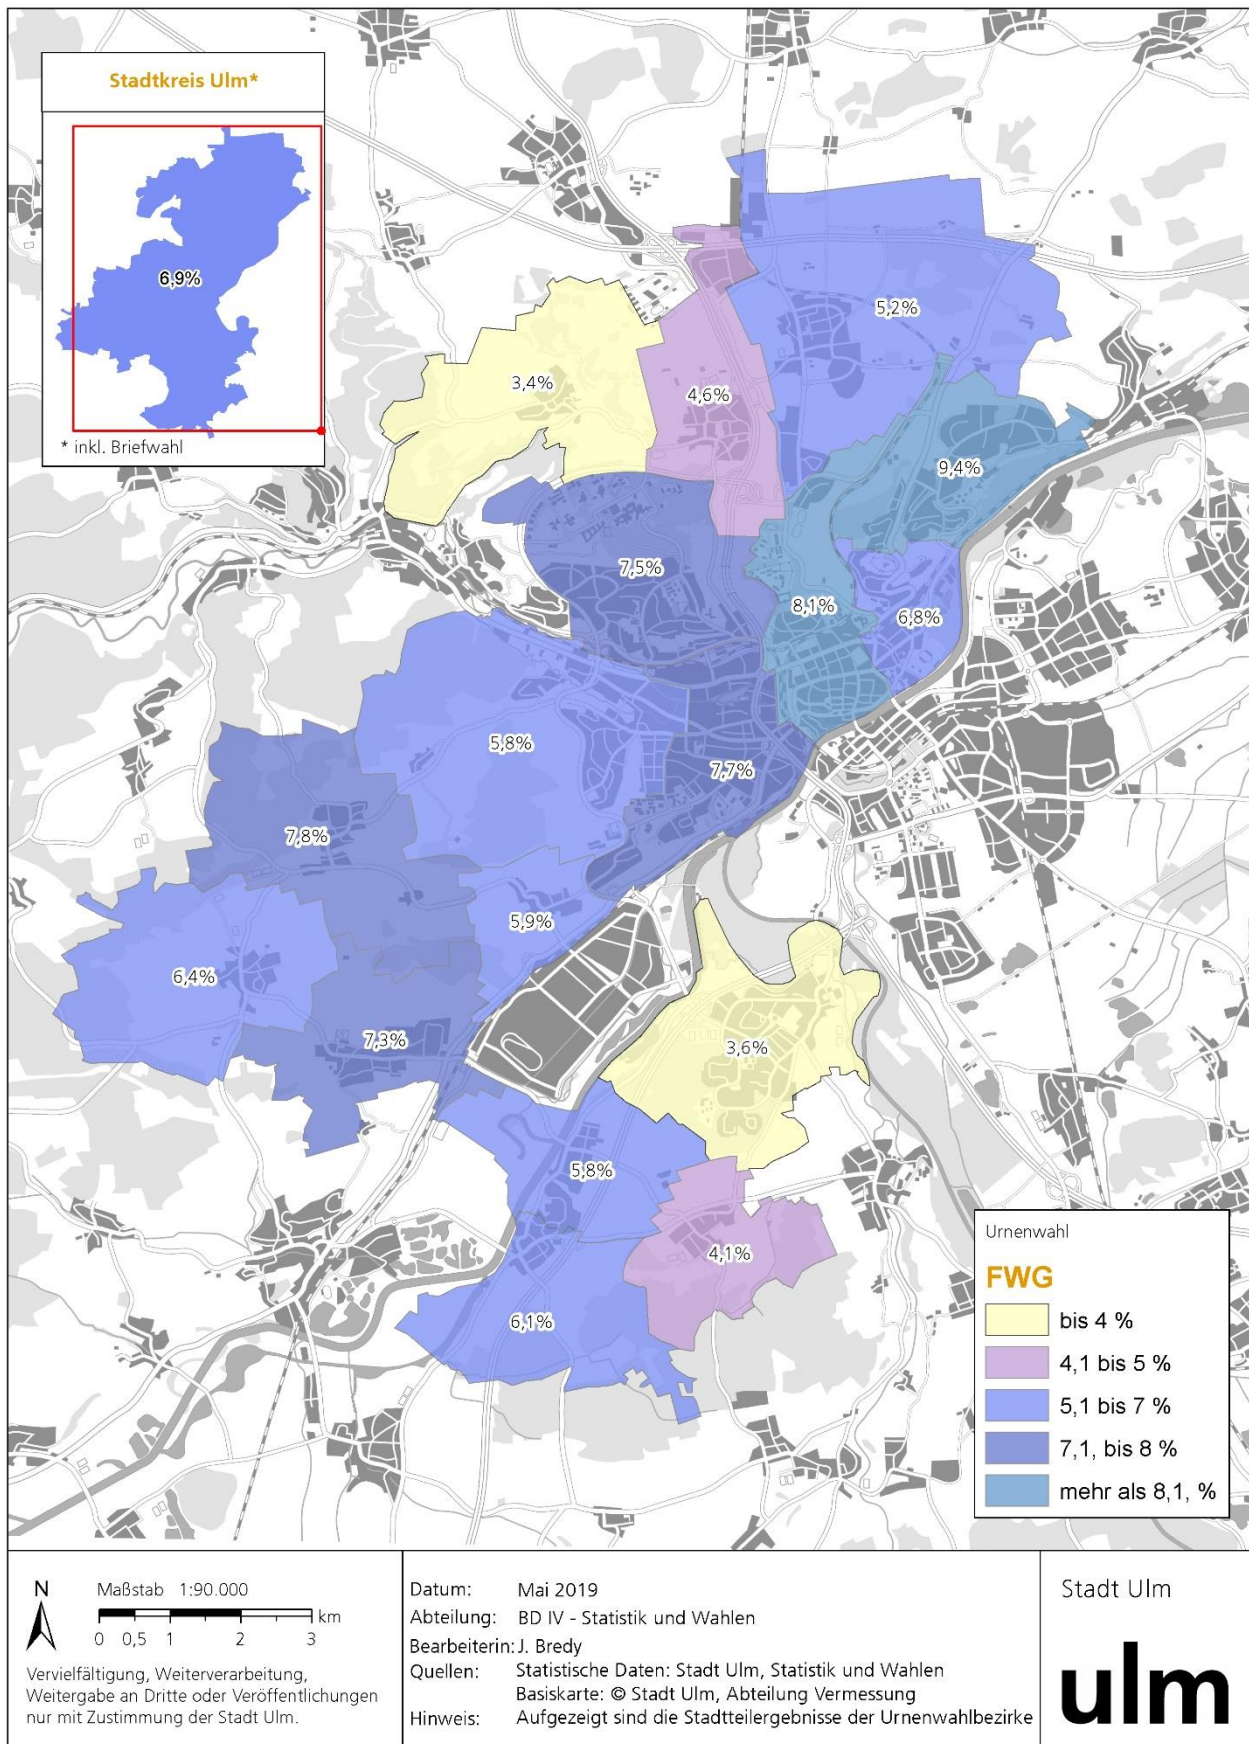 Stadtkreis Ulm*
6,9%
* inkl. Briefwahl
5,2%
3,4%
4,6%
9,4%
7,5%
8,1%
6,8%
5,8%
7,7%
7,8%
5,9%
6,4%
7,3%
3,6%
5,8%
4,1%
6,1%
Urnenwahl
FWG
bis 4 %
4,1 bis 5 %
5,1 bis 7 %
7,1, bis 8 %
mehr als 8,1, %
N
Maßstab 1:90.000
km
0 0,5 1 2 3
Vervielfältigung, Weiterverarbeitung,
Weitergabe an Dritte oder Veröffentlichungen
nur mit Zustimmung der Stadt Ulm.
Datum: Mai 2019
Abteilung: BD IV - Statistik und Wahlen
Bearbeiterin: J. Bredy
Quellen: Statistische Daten: Stadt Ulm, Statistik und Wahlen
Basiskarte: © Stadt Ulm, Abteilung Vermessung
Hinweis: Aufgezeigt sind die Stadtteilergebnisse der Urnenwahlbezirke
Stadt Ulm
ulm